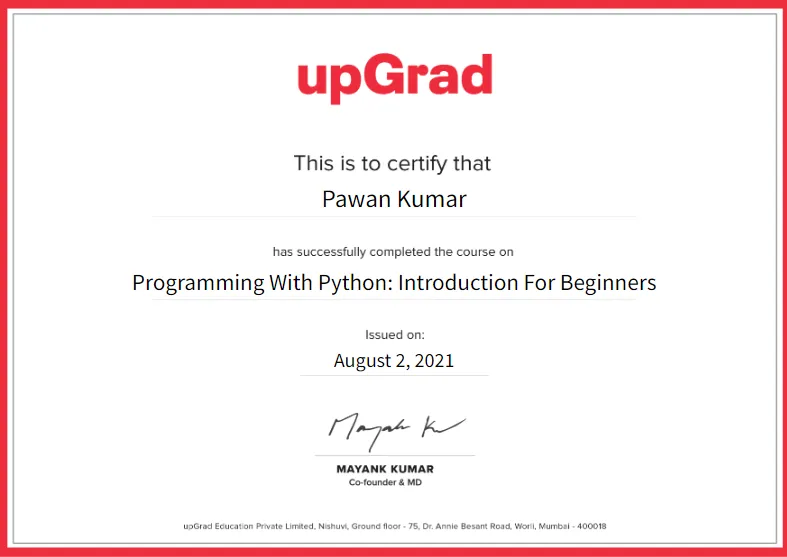 upGrad
This is to certify that
Pawan Kumar
has successfully completed the course on
Programming With Python: Introduction For Beginners
Issued on:
August 2, 2021
Mayank Ku
MAYANK KUMAR
Co-founder & MD
upGrad Education Private Limited, Nishuvi, Ground floor - 75, Dr. Annie Besant Road, Worli, Mumbai - 400018